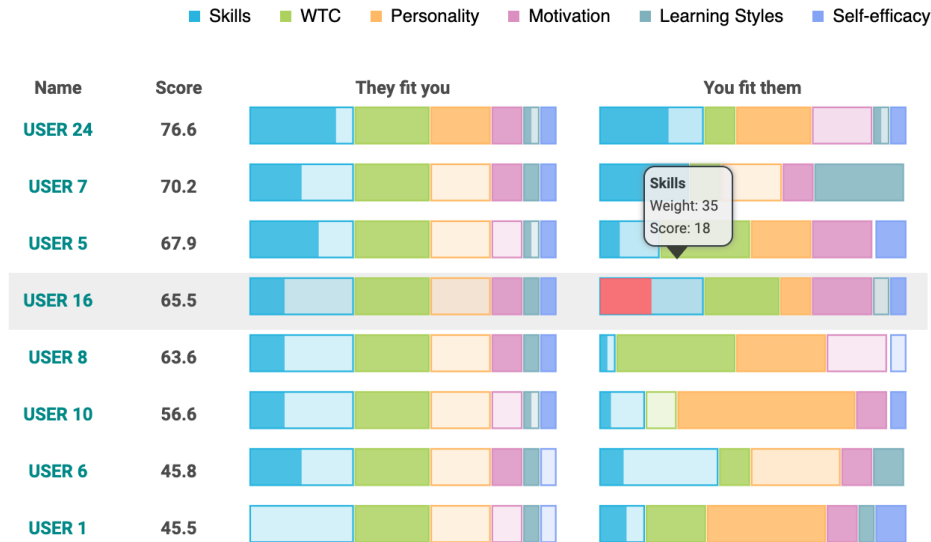 Skills WTC Personality Motivation Learning Styles Self-efficacy
Name Score They fit you You fit them
USER 24 76.6
USER 7 70.2
Skills
Weight: 35
Score: 18
USER 5 67.9
USER 16 65.5
USER 8 63.6
USER 10 56.6
USER 6 45.8
USER 1 45.5